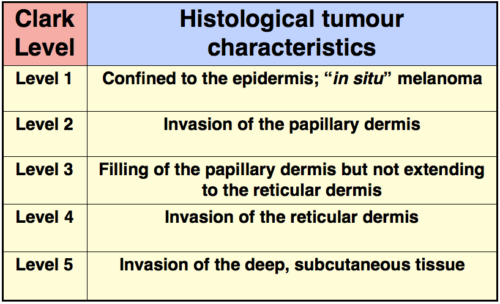 Clark Level
Histological tumour characteristics
Level 1
Confined to the epidermis; “in situ” melanoma
Level 2
Invasion of the papillary dermis
Level 3
Filling of the papillary dermis but not extending
to the reticular dermis
Level 4
Invasion of the reticular dermis
Level 5
Invasion of the deep, subcutaneous tissue